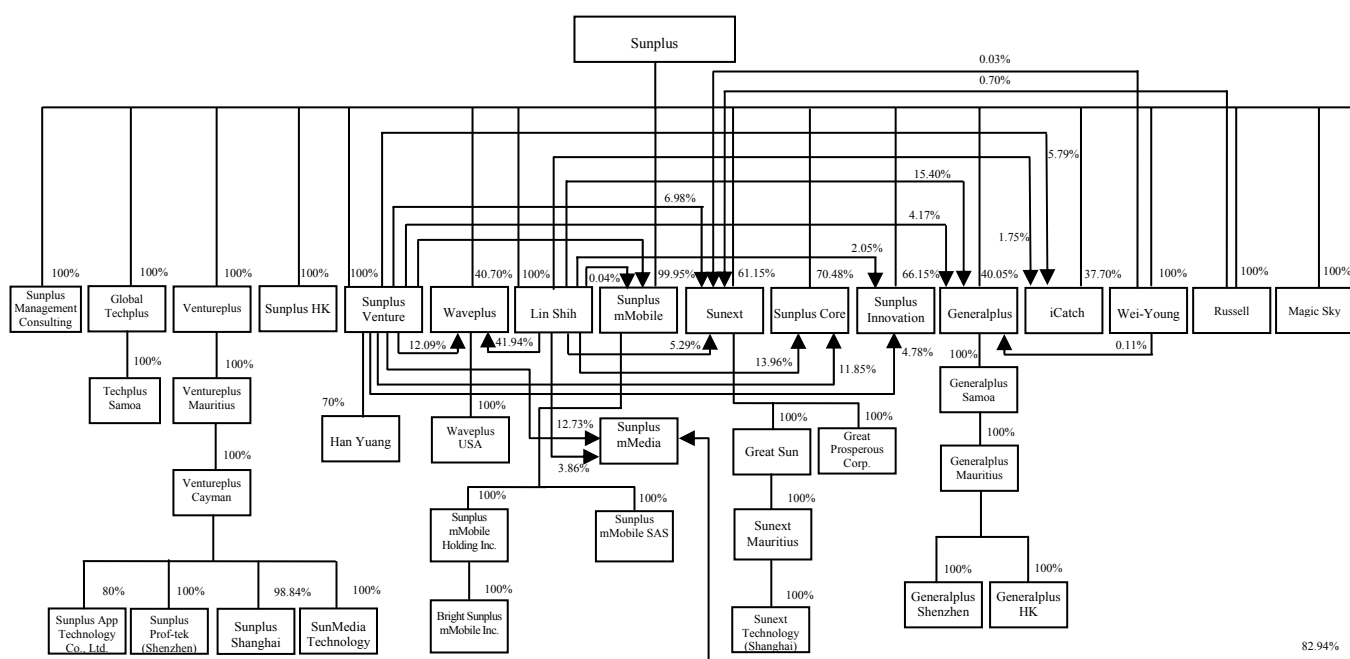 Sunplus
0.03%
0.70%
5.79%
15.40%
6.98%
4.17%
1.75%
2.05%
100%
100%
100%
100%
100%
40.70%
100%
0.04%
99.95%
61.15%
70.48%
66.15%
40.05%
37.70%
100%
100%
100%
Sunplus
Management
Consulting
Global
Techplus
Ventureplus
Sunplus HK
Sunplus
Venture
Waveplus
Lin Shih
Sunplus
mMobile
Sunext
Sunplus Core
Sunplus
Innovation
Generalplus
iCatch
Wei-Young
Russell
Magic Sky
12.09%
41.94%
5.29%
13.96%
11.85%
4.78%
0.11%
100%
100%
100%
Techplus
Samoa
Ventureplus
Mauritius
Generalplus
Samoa
70%
100%
12.73%
3.86%
100%
100%
100%
100%
Han Yuang
Waveplus
USA
Sunplus
mMedia
Great Sun
Great
Prosperous
Corp.
Generalplus
Mauritius
Ventureplus
Cayman
100%
100%
100%
Sunplus
mMobile
Holding Inc.
Sunplus
mMobile SAS
Sunext
Mauritius
100%
100%
80%
100%
98.84%
100%
100%
100%
Sunplus App
Technology
Co., Ltd.
Sunplus
Prof-tek
(Shenzhen)
Sunplus
Shanghai
SunMedia
Technology
Bright Sunplus
mMobile Inc.
Sunext
Technology
(Shanghai)
Generalplus
Shenzhen
Generalplus
HK
82.94%